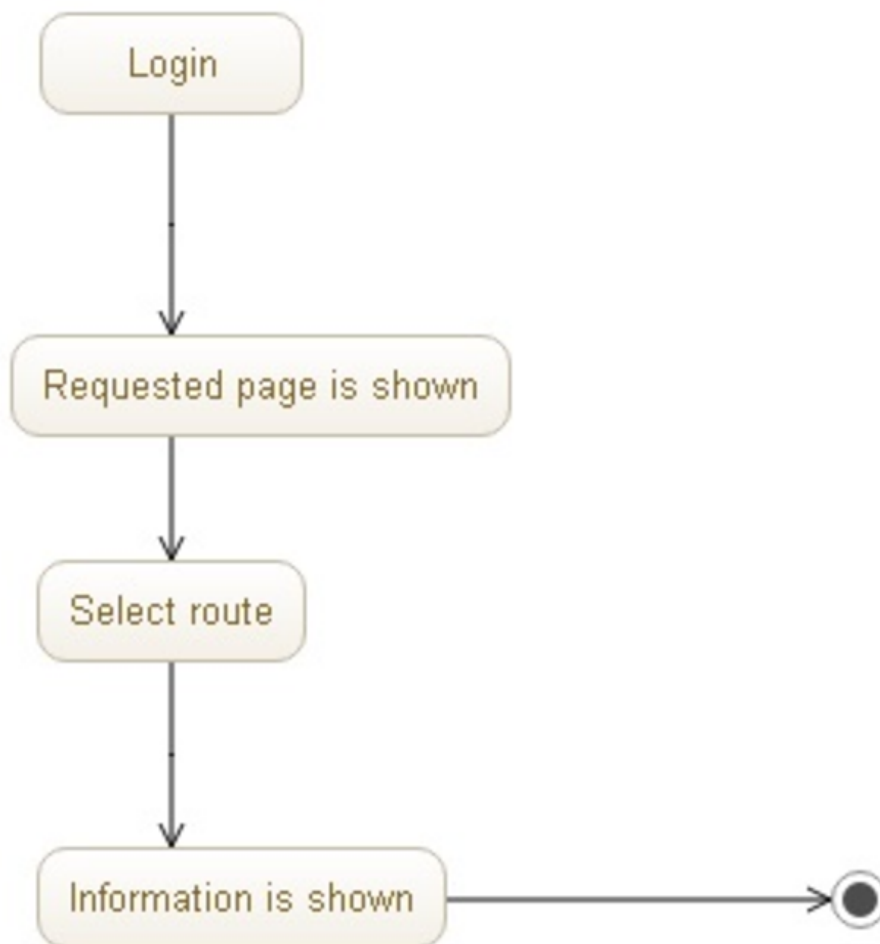 Login
Requested page is shown
Select route
Information is shown